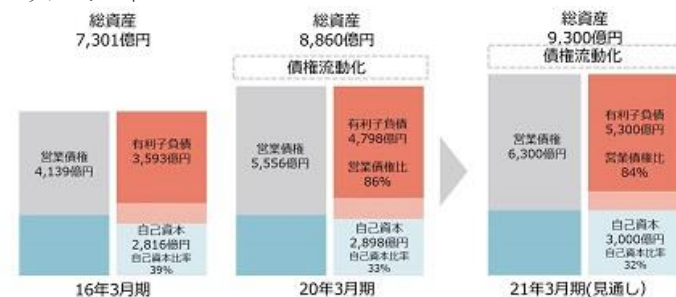 総資産
7,301億円
営業債権
4,139億円
有利子負債
3,593億円
自己資本
2,816億円
自己資本比率
39%
16年3月期
総資産
8,860億円
債権流動化
営業債権
5,556億円
有利子負債
4,798億円
営業債権比
86%
自己資本
2,898億円
自己資本比率
33%
20年3月期
総資産
9,300億円
債権流動化
営業債権
6,300億円
有利子負債
5,300億円
営業債権比
84%
自己資本
3,000億円
自己資本比率
32%
21年3月期(見通し)